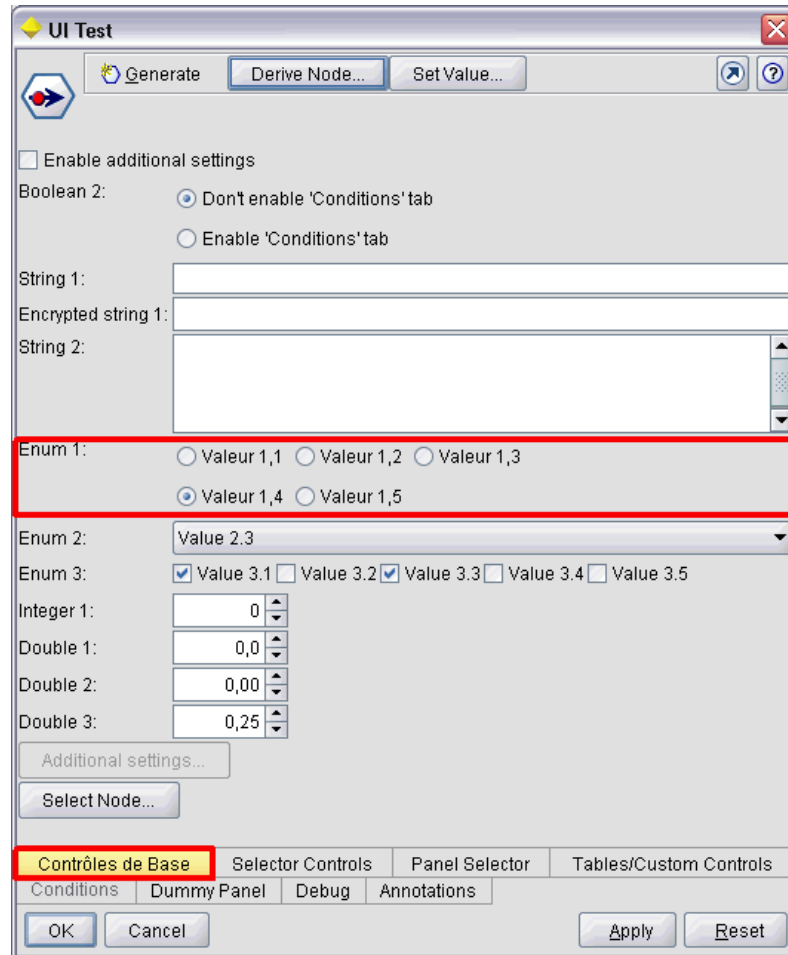 UI Test
Generate Derive Node... Set Value...
Enable additional settings
Boolean 2: Don't enable 'Conditions' tab
Enable 'Conditions' tab
String 1:
Encrypted string 1:
String 2:
Enum 1: Valeur 1,1 Valeur 1,2 Valeur 1,3
Valeur 1,4 Valeur 1,5
Enum 2: Value 2.3
Enum 3: Value 3.1 Value 3.2 Value 3.3 Value 3.4 Value 3.5
Integer 1: 0
Double 1: 0,0
Double 2: 0,00
Double 3: 0,25
Additional settings...
Select Node...
Contrôles de Base Selector Controls Panel Selector Tables/Custom Controls
Conditions Dummy Panel Debug Annotations
OK Cancel Apply Reset